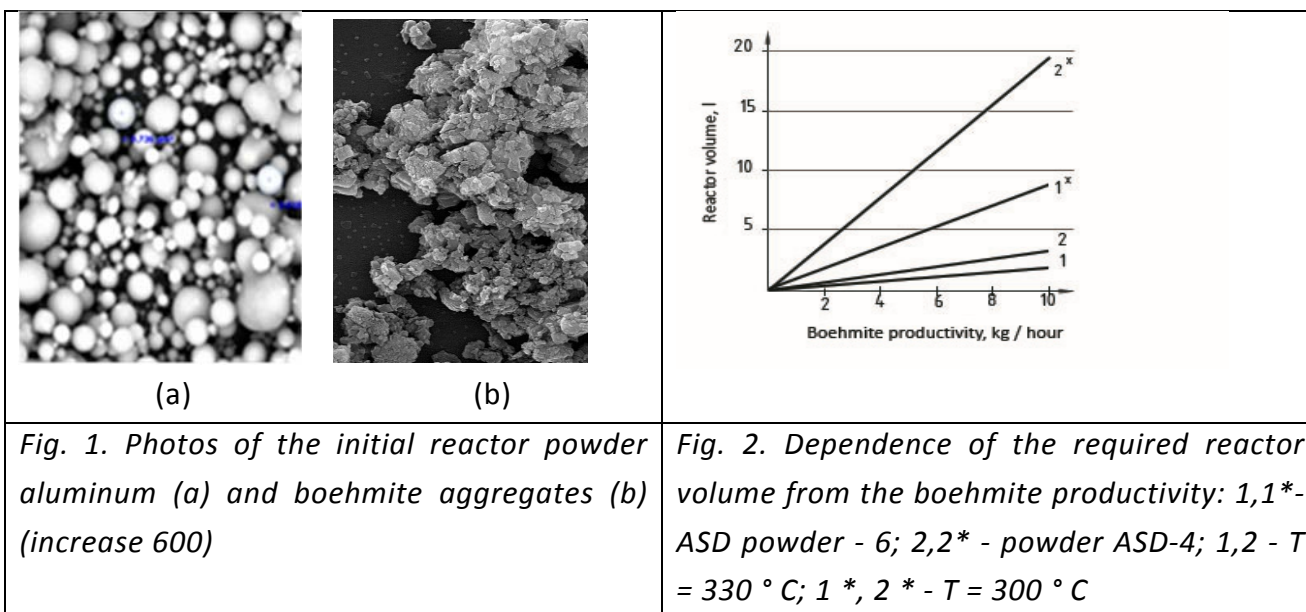 (a)
(b)
Fig. 1. Photos of the initial reactor powder
aluminum (a) and boehmite aggregates (b)
(increase 600)
20
15
10
5
Reactor volume, l
2 x
1 x
2
1
2
4
6
8
10
Boehmite productivity, kg / hour
Fig. 2. Dependence of the required reactor
volume from the boehmite productivity: 1,1*-
ASD powder - 6; 2,2* - powder ASD-4; 1,2 - T
= 330 ° C; 1 *, 2 * - T = 300 ° C